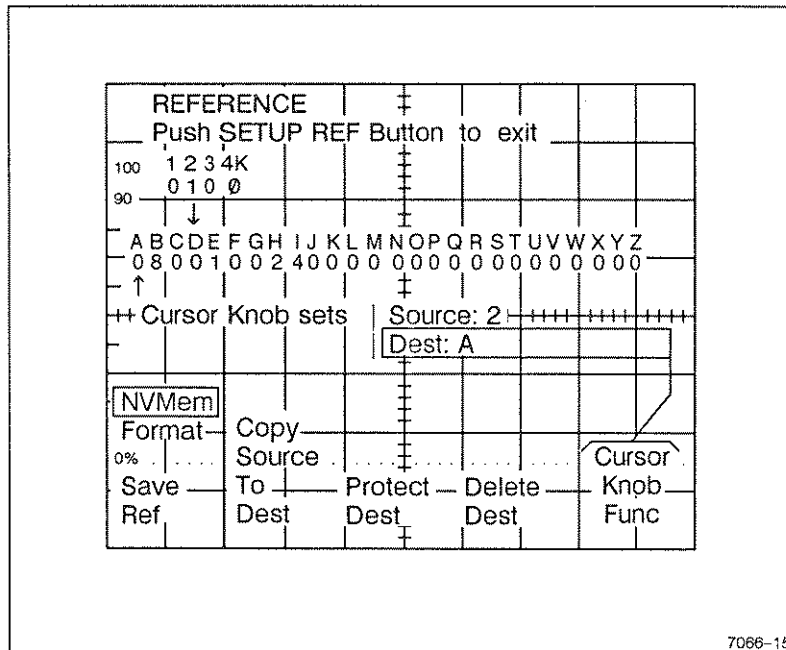 REFERENCE
Push SETUP REF Button to exit
100 1 2 3 4K
0 1 0 Ø
90
↓
A B C D E F G H I J K L M N O P Q R S T U V W X Y Z
0 8 0 0 1 0 0 2 4 0 0 0 0 0 0 0 0 0 0 0 0 0 0 0 0 0
↑
Cursor Knob sets Source: 2
Dest: A
NVMem
Format Copy
0% Source Cursor
Save To Protect Delete Knob
Ref Dest Dest Dest Func
7066-15